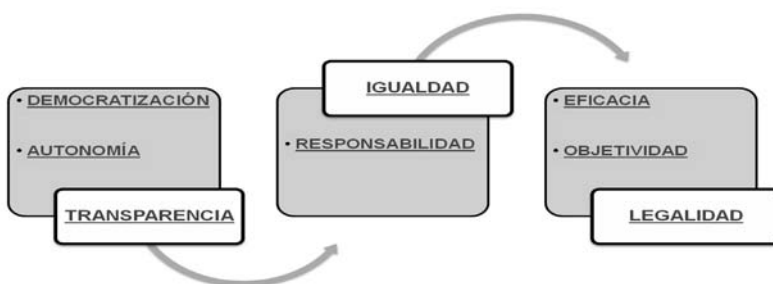 • DEMOCRATIZACIÓN
• AUTONOMÍA
TRANSPARENCIA
IGUALDAD
• RESPONSABILIDAD
• EFICACIA
• OBJETIVIDAD
LEGALIDAD